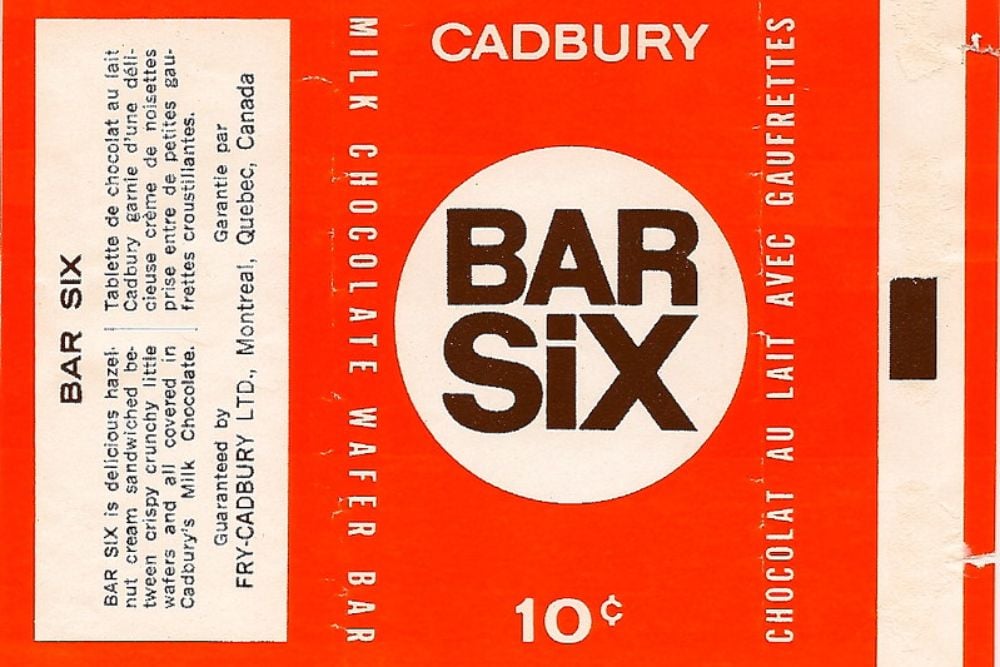 BAR SIX
BAR SIX is delicious hazel-
nut cream sandwiched be-
tween crispy crunchy little
wafers and all covered in
Cadbury's Milk Chocolate.
Tablette de chocolat au lait
Cadbury garnie d'une déli-
cieuse crème de noisettes
prise entre de petites gau-
frettes croustillantes.
Guaranteed by
Garantie par
FRY-CADBURY LTD., Montreal, Quebec, Canada
MILK CHOCOLATE WAFER BAR
CADBURY
BAR
SiX
10¢
CHOCOLAT AU LAIT AVEC GAUFRETTES